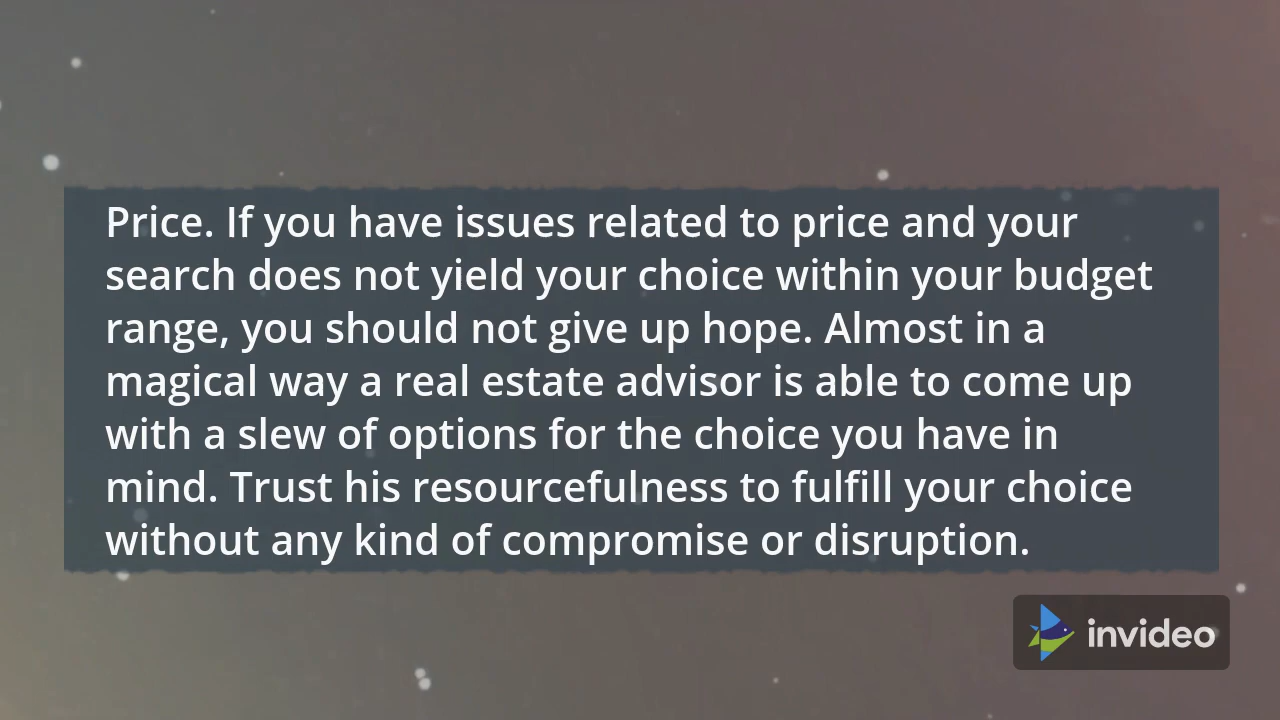 Price. If you have issues related to price and your
search does not yield your choice within your budget
range, you should not give up hope. Almost in a
magical way a real estate advisor is able to come up
with a slew of options for the choice you have in
mind. Trust his resourcefulness to fulfill your choice
without any kind of compromise or disruption.
invideo